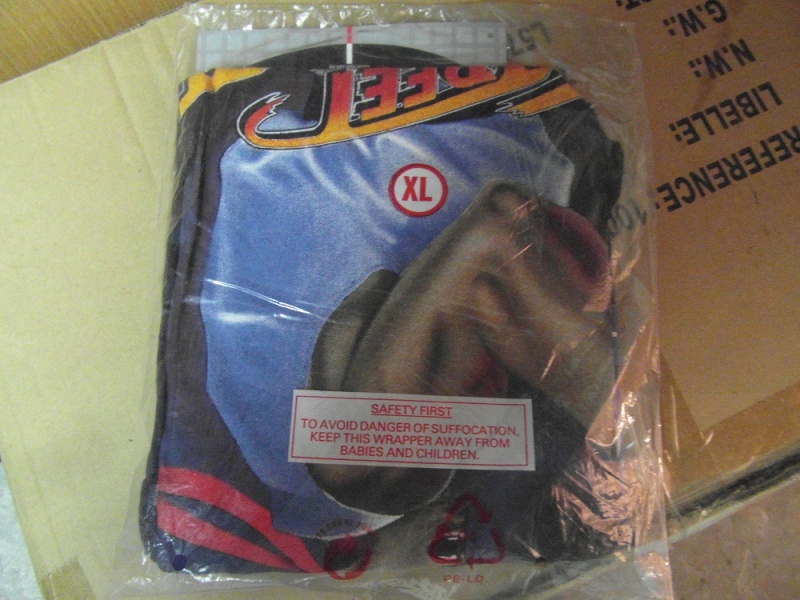 XL
SAFETY FIRST
TO AVOID DANGER OF SUFFOCATION,
KEEP THIS WRAPPER AWAY FROM
BABIES AND CHILDREN.
PE-LD
G.W.:
N.W.:
LIBELLE:
REFERENCE: